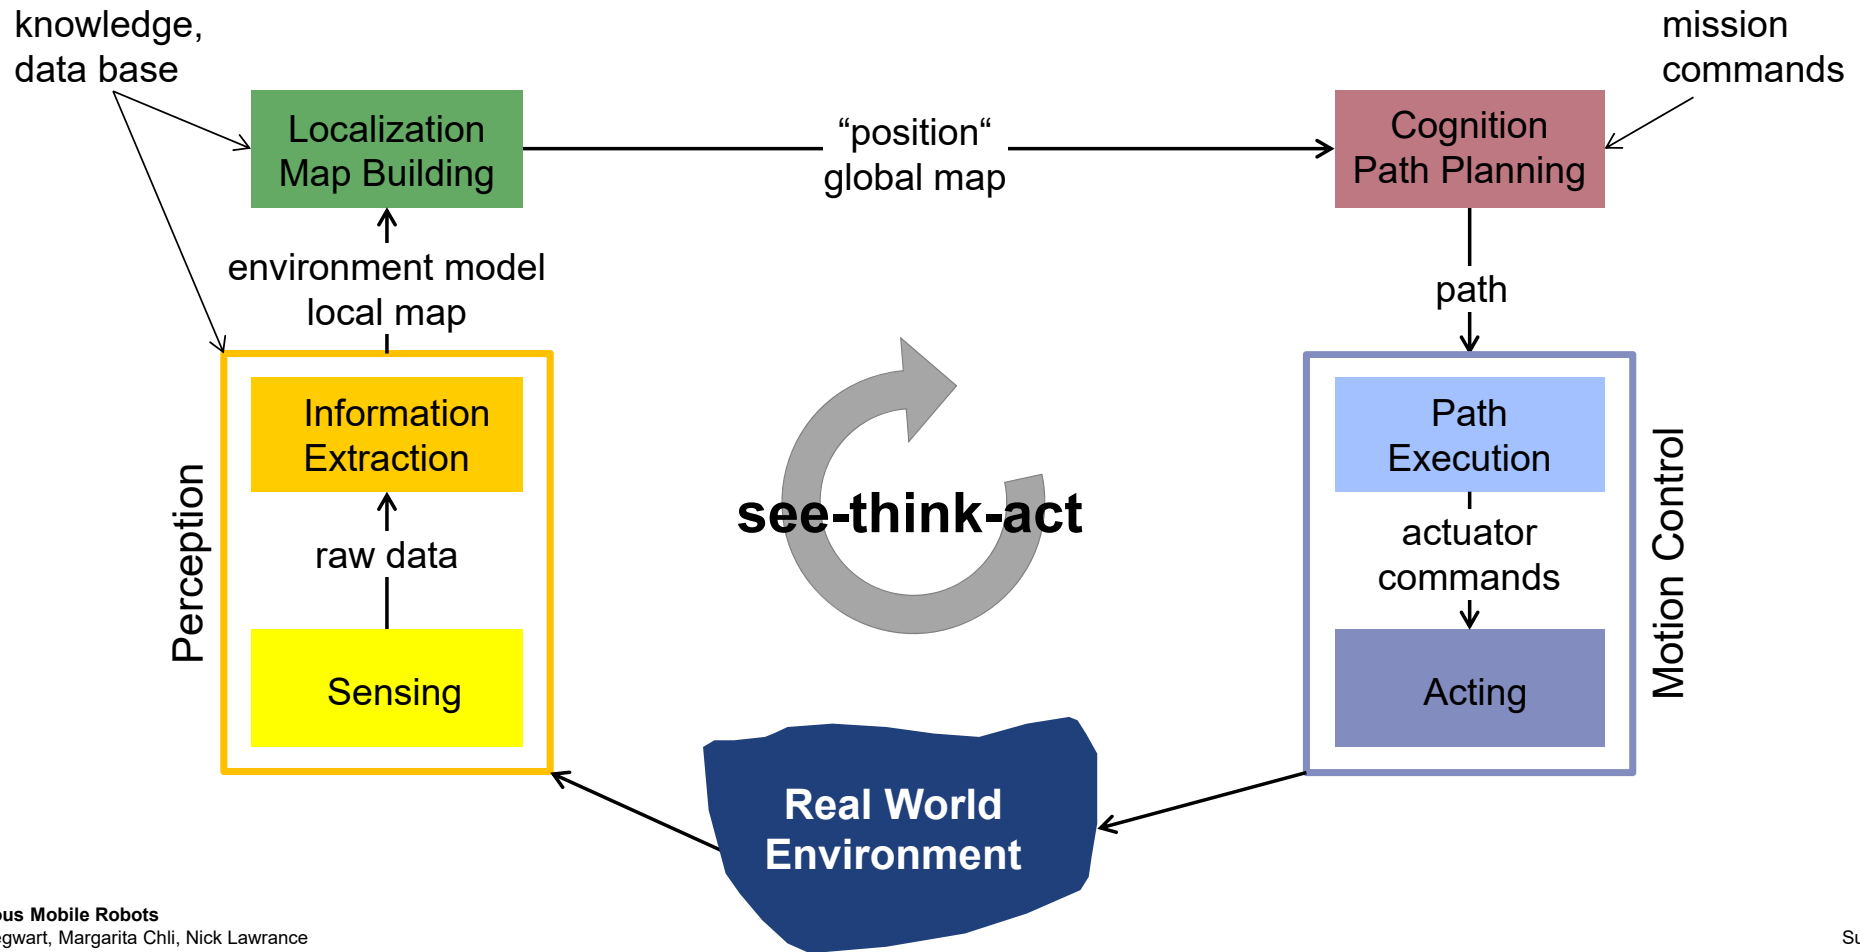 knowledge,
data base
mission
commands
Localization
Map Building
“position“
global map
Cognition
Path Planning
environment model
local map
path
Information
Extraction
Path
Execution
Perception
raw data
see-think-act
actuator
commands
Motion Control
Sensing
Acting
Real World
Environment
Mobile Robots
Margarita Chli, Nick Lawrance